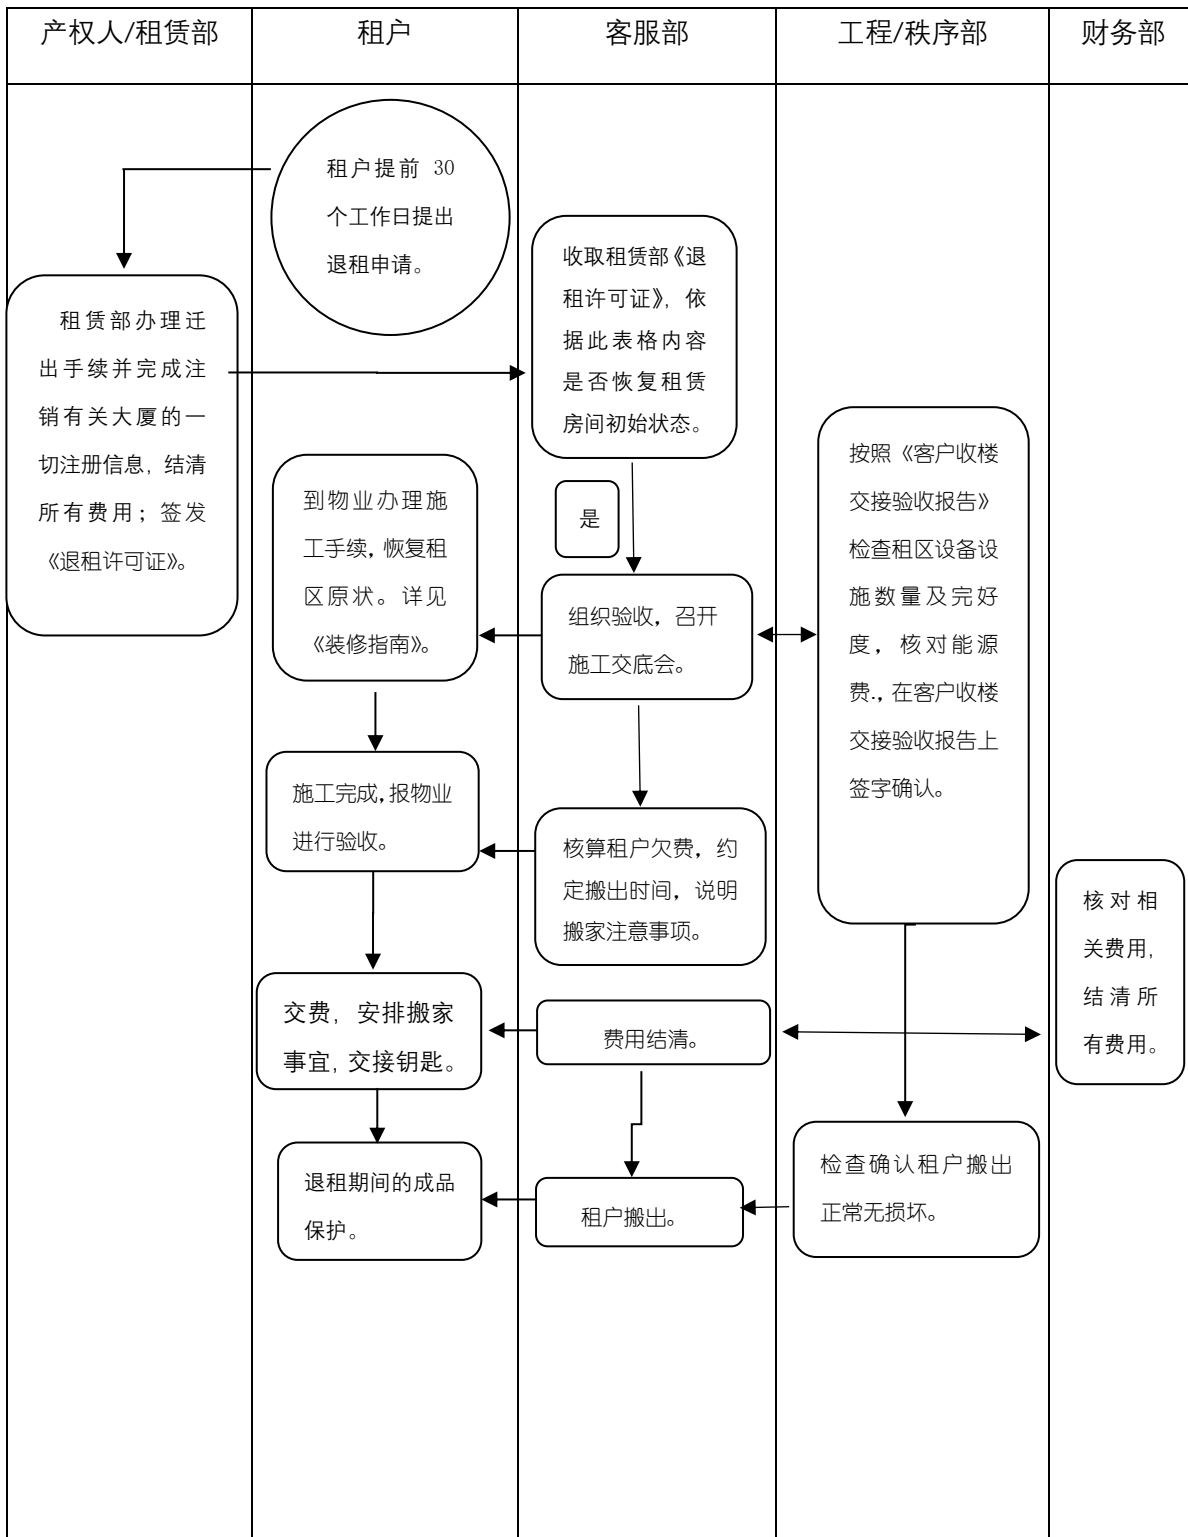 产权人/租赁部
租户
客服部
工程/秩序部
财务部
租户提前 30
个工作日提出
退租申请。
租赁部办理迁
出手续并完成注
销有关大厦的一
切注册信息, 结清
所有费用；签发
《退租许可证》。
收取租赁部《退
租许可证》, 依
据此表格内容
是否恢复租赁
房间初始状态。
是
到物业办理施
工手续, 恢复租
区原状。详见
《装修指南》。
组织验收，召开
施工交底会。
按照《客户收楼
交接验收报告》
检查租区设备设
施数量及完好
度，核对能源
费., 在客户收楼
交接验收报告上
签字确认。
施工完成, 报物业
进行验收。
核算租户欠费，约
定搬出时间，说明
搬家注意事项。
核对相
关费用,
结清所
有费用。
交费, 安排搬家
事宜, 交接钥匙。
费用结清。
退租期间的成品
保护。
租户搬出。
检查确认租户搬出
正常无损坏。